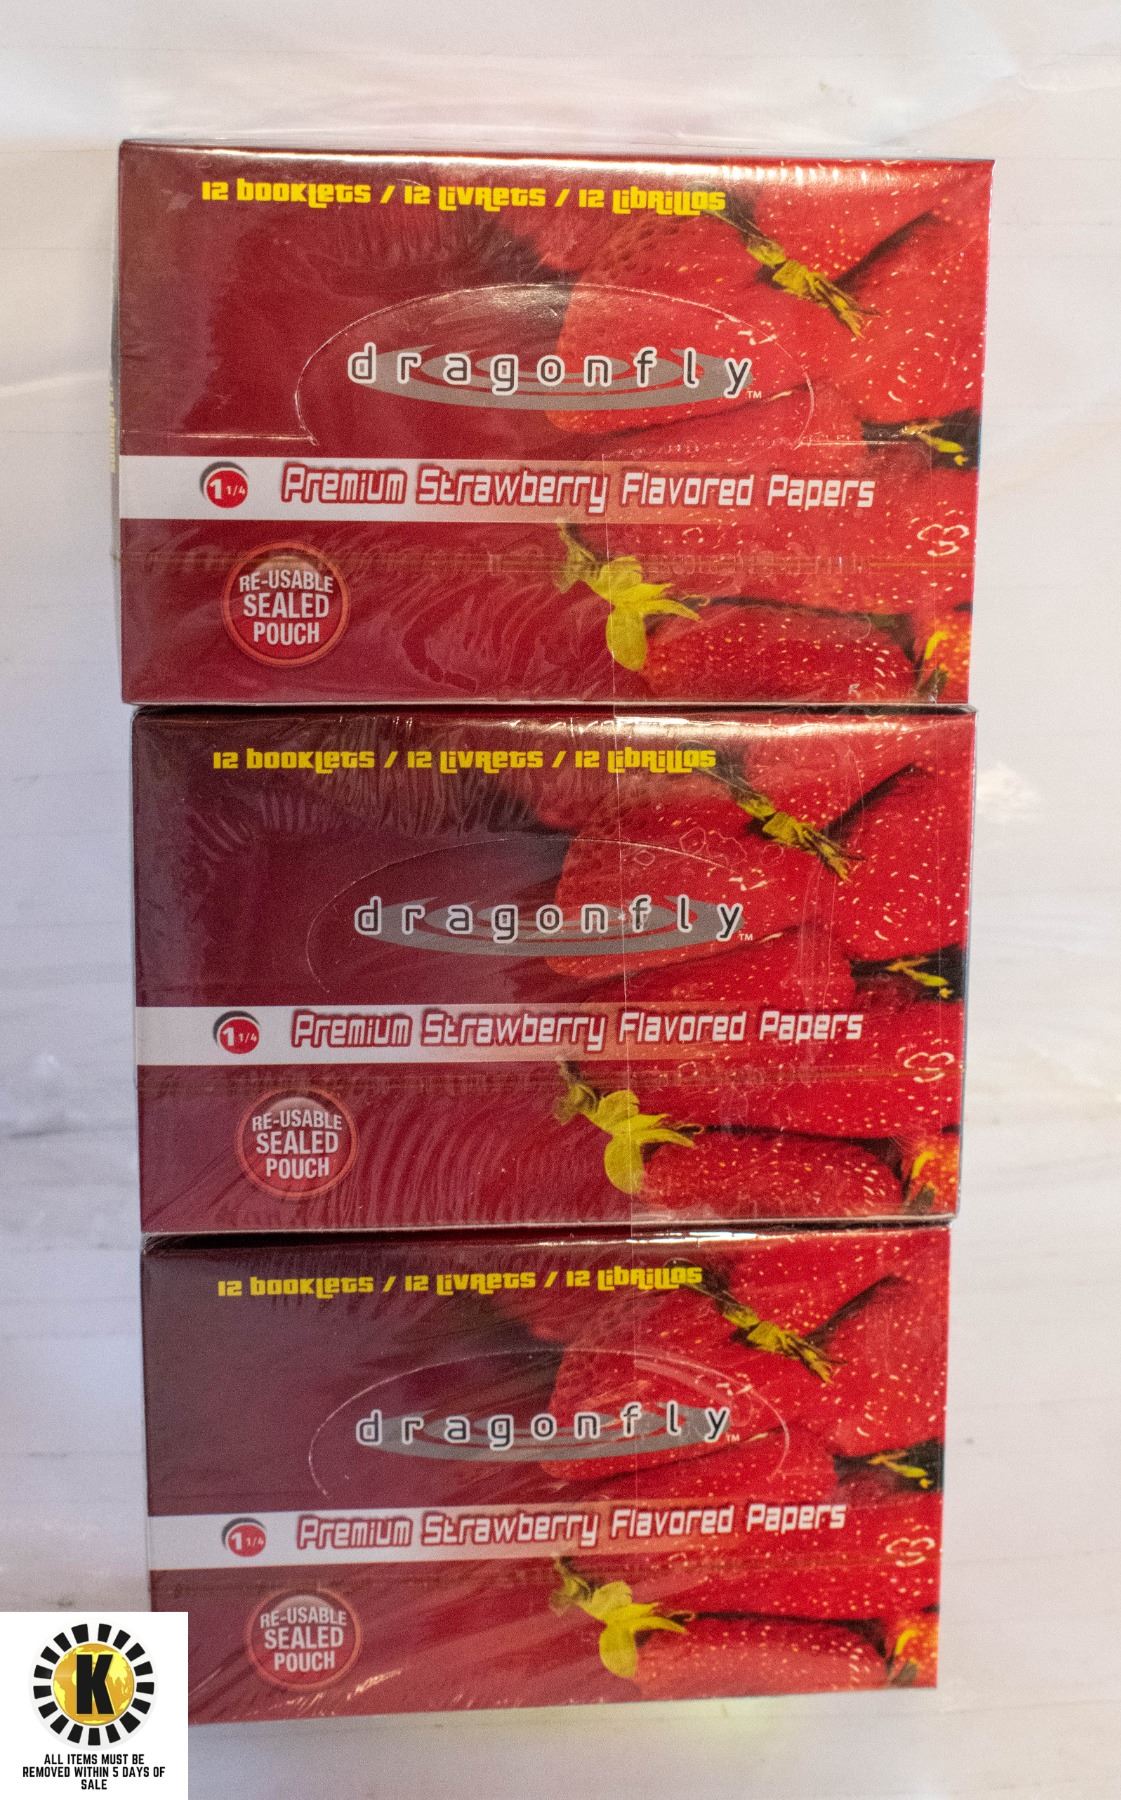 12 booklets / 12 livrets / 12 librillos
dragonfly™
1 1/4 Premium Strawberry Flavored Papers
RE-USABLE
SEALED
POUCH
12 booklets / 12 livrets / 12 librillos
dragonfly™
1 1/4 Premium Strawberry Flavored Papers
RE-USABLE
SEALED
POUCH
12 booklets / 12 livrets / 12 librillos
dragonfly™
1 1/4 Premium Strawberry Flavored Papers
RE-USABLE
SEALED
POUCH
K
ALL ITEMS MUST BE
REMOVED WITHIN 5 DAYS OF
SALE